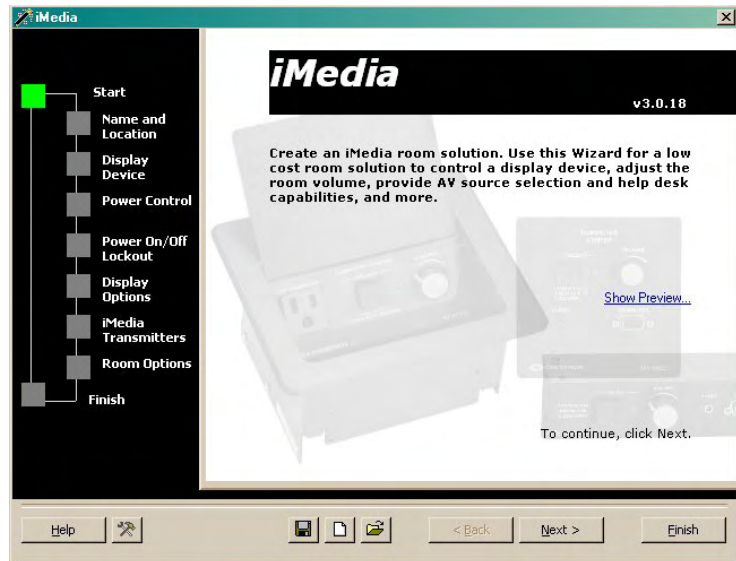 iMedia
Start
Name and
Location
Display
Device
Power Control
Power On/Off
Lockout
Display
Options
iMedia
Transmitters
Room Options
Finish
iMedia
v3.0.18
Create an iMedia room solution. Use this Wizard for a low
cost room solution to control a display device, adjust the
room volume, provide AV source selection and help desk
capabilities, and more.
Show Preview...
To continue, click Next.
Help
< Back
Next >
Finish